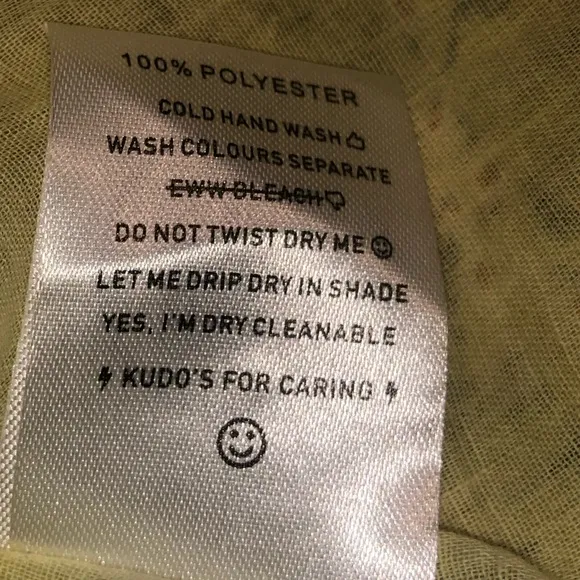 100% POLYESTER
COLD HAND WASH
WASH COLOURS SEPARATE
EWW BLEACH
DO NOT TWIST DRY ME
LET ME DRIP DRY IN SHADE
YES, I'M DRY CLEANABLE
KUDO'S FOR CARING